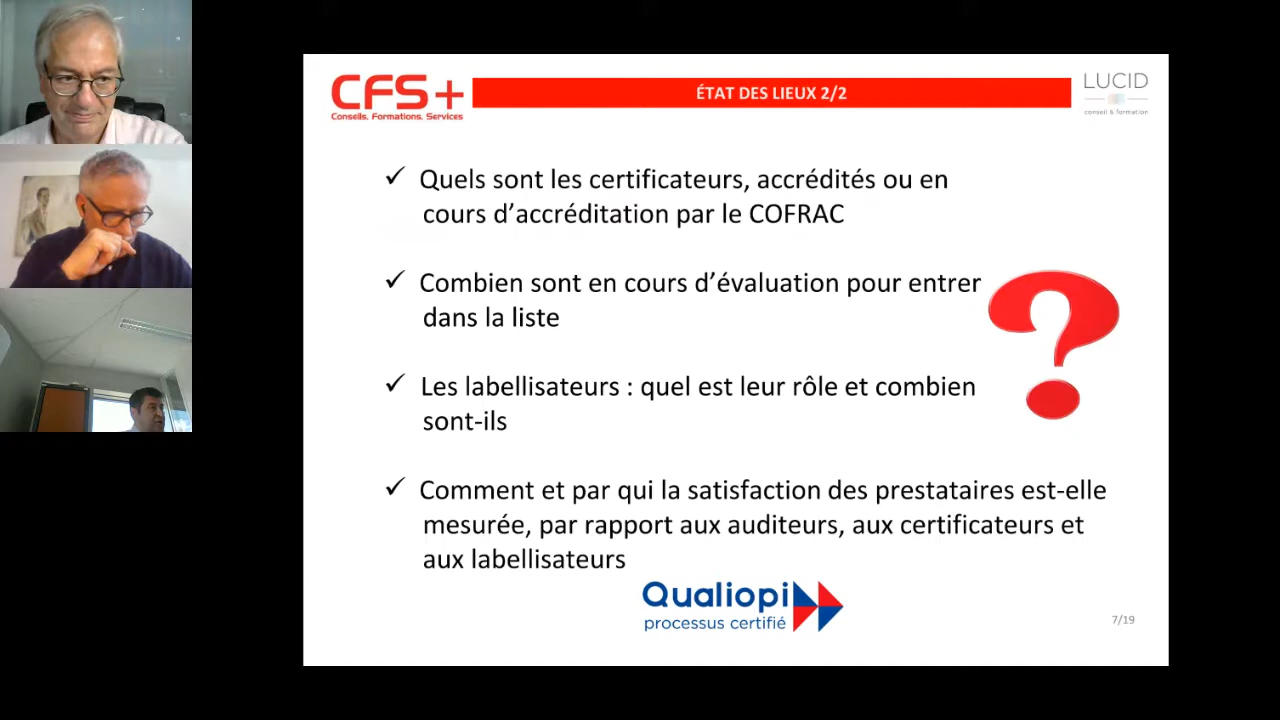 CFS+
Conseils, Formations, Services
ÉTAT DES LIEUX 2/2
LUCID
conseil & formation
✓ Quels sont les certificateurs, accrédités ou en
cours d’accréditation par le COFRAC
✓ Combien sont en cours d’évaluation pour entrer
dans la liste
✓ Les labellisateurs : quel est leur rôle et combien
sont-ils
✓ Comment et par qui la satisfaction des prestataires est-elle
mesurée, par rapport aux auditeurs, aux certificateurs et
aux labellisateurs
?
Qualiopi
processus certifié
7/19